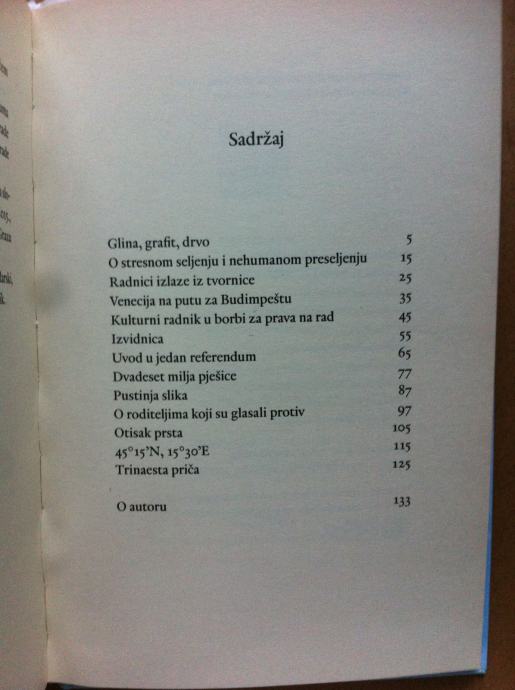 Sadržaj
Glina, grafit, drvo 5
O stresnom seljenju i nehumanom preseljenju 15
Radnici izlaze iz tvornice 25
Venecija na putu za Budimpeštu 35
Kulturni radnik u borbi za prava na rad 45
Izvidnica 55
Uvod u jedan referendum 65
Dvadeset milja pješice 77
Pustinja slika 87
O roditeljima koji su glasali protiv 97
Otisak prsta 105
45°15’N, 15°30’E 115
Trinaesta priča 125
O autoru 133